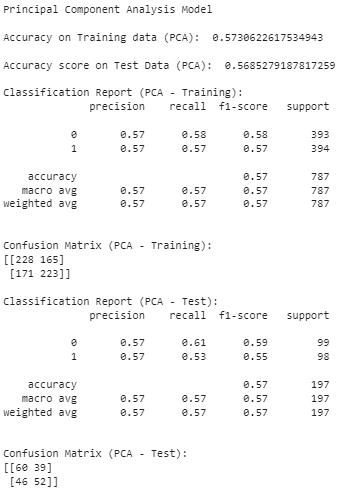 Principal Component Analysis Model
Accuracy on Training data (PCA):  0.5730622617534943
Accuracy score on Test Data (PCA):  0.5685279187817259
Classification Report (PCA - Training):
precision    recall  f1-score   support
0       0.57      0.58      0.58       393
1       0.57      0.57      0.57       394
accuracy                           0.57       787
macro avg       0.57      0.57      0.57       787
weighted avg       0.57      0.57      0.57       787
Confusion Matrix (PCA - Training):
[[228 165]
[171 223]]
Classification Report (PCA - Test):
precision    recall  f1-score   support
0       0.57      0.61      0.59        99
1       0.57      0.53      0.55        98
accuracy                           0.57       197
macro avg       0.57      0.57      0.57       197
weighted avg       0.57      0.57      0.57       197
Confusion Matrix (PCA - Test):
[[60 39]
[46 52]]